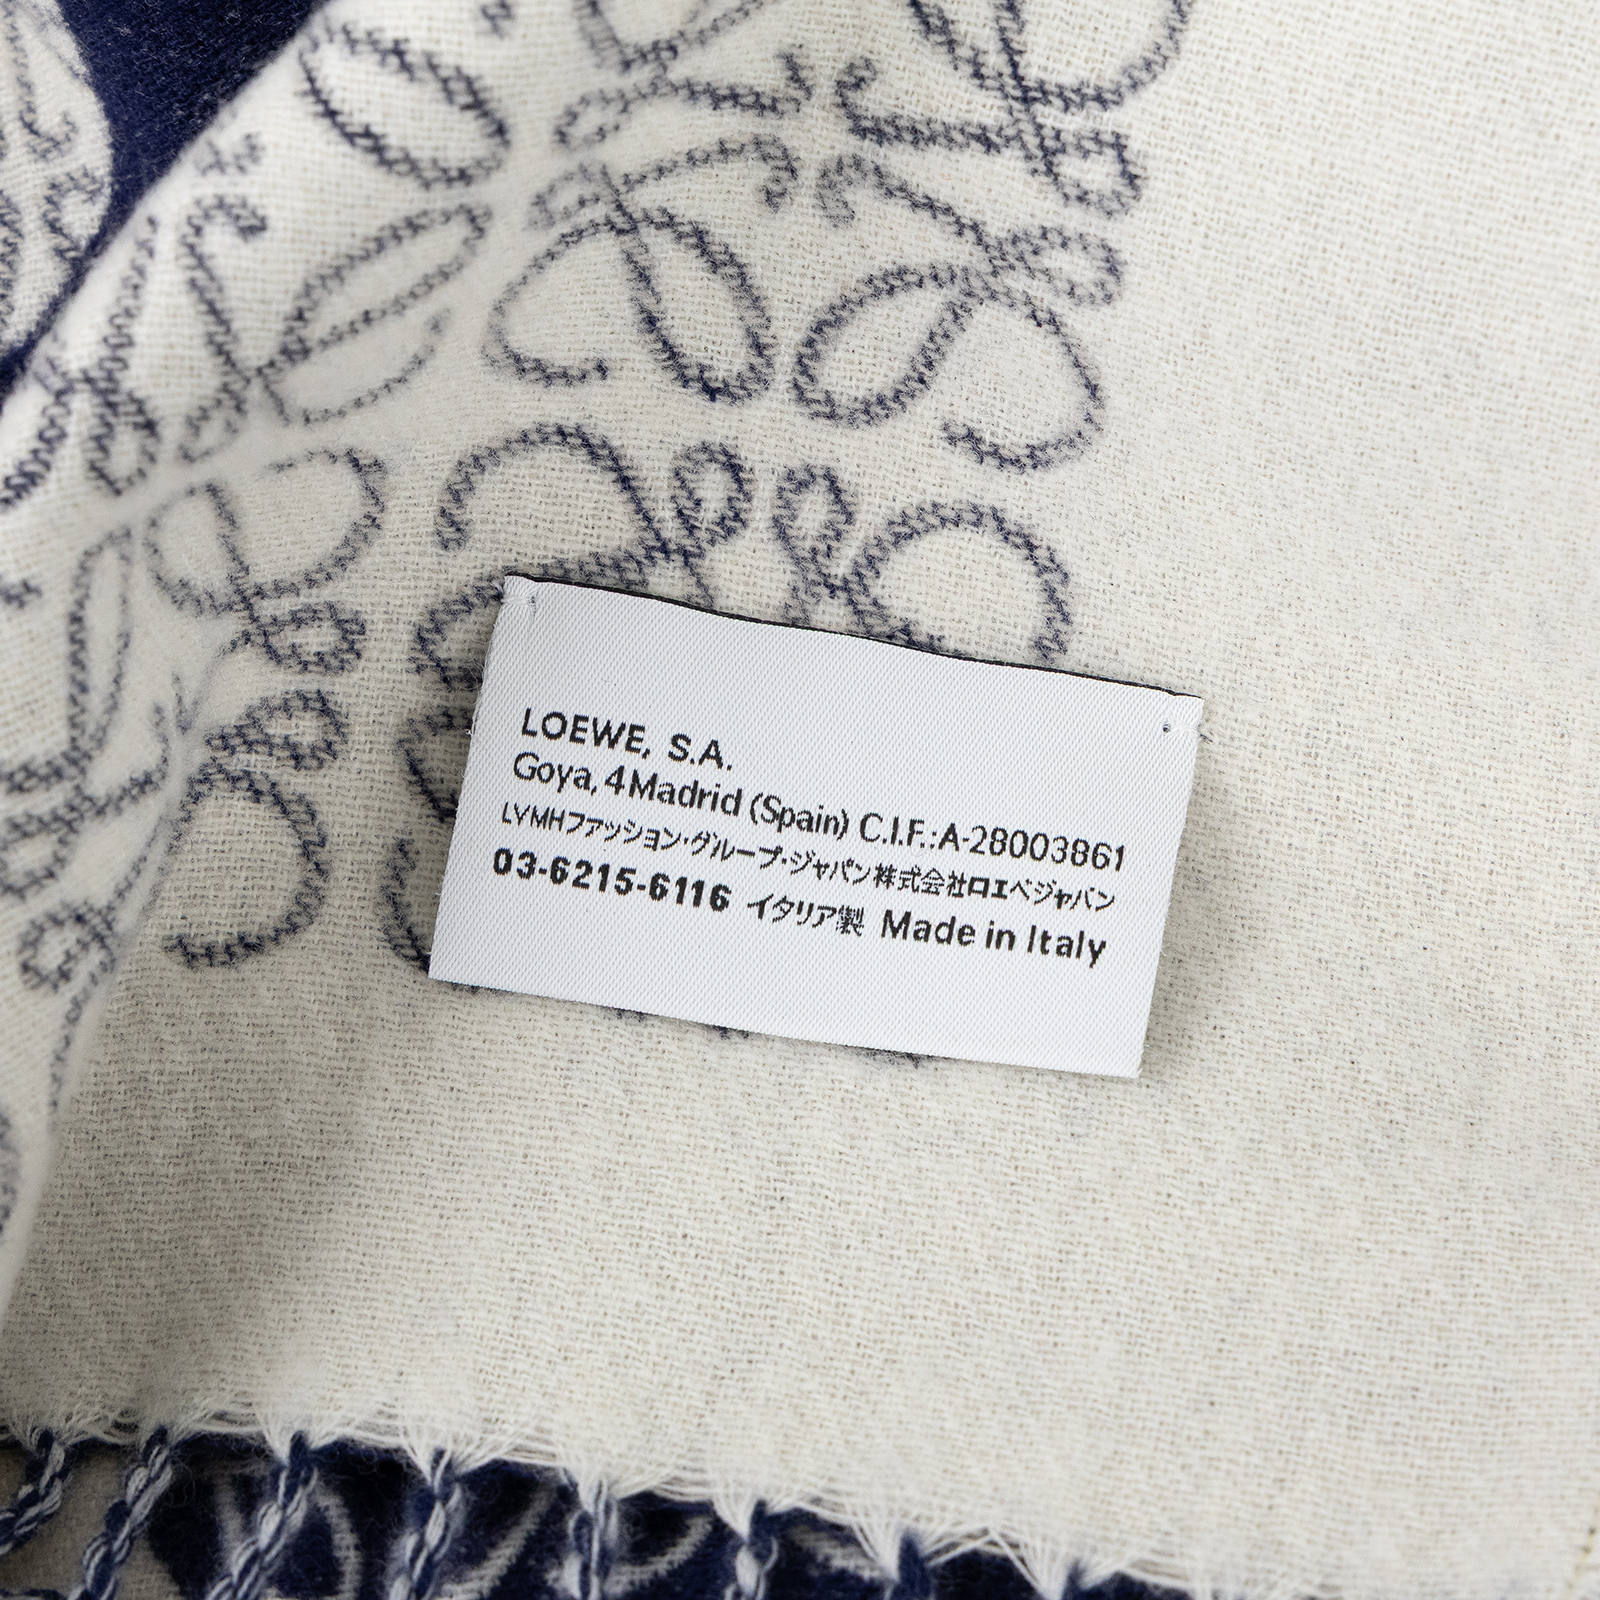 LOEWE, S.A.
Goya, 4 Madrid (Spain) C.I.F.: A-28003861
LVMHファッション・グループ・ジャパン株式会社ロエベジャパン
03-6215-6116 イタリア製 Made in Italy